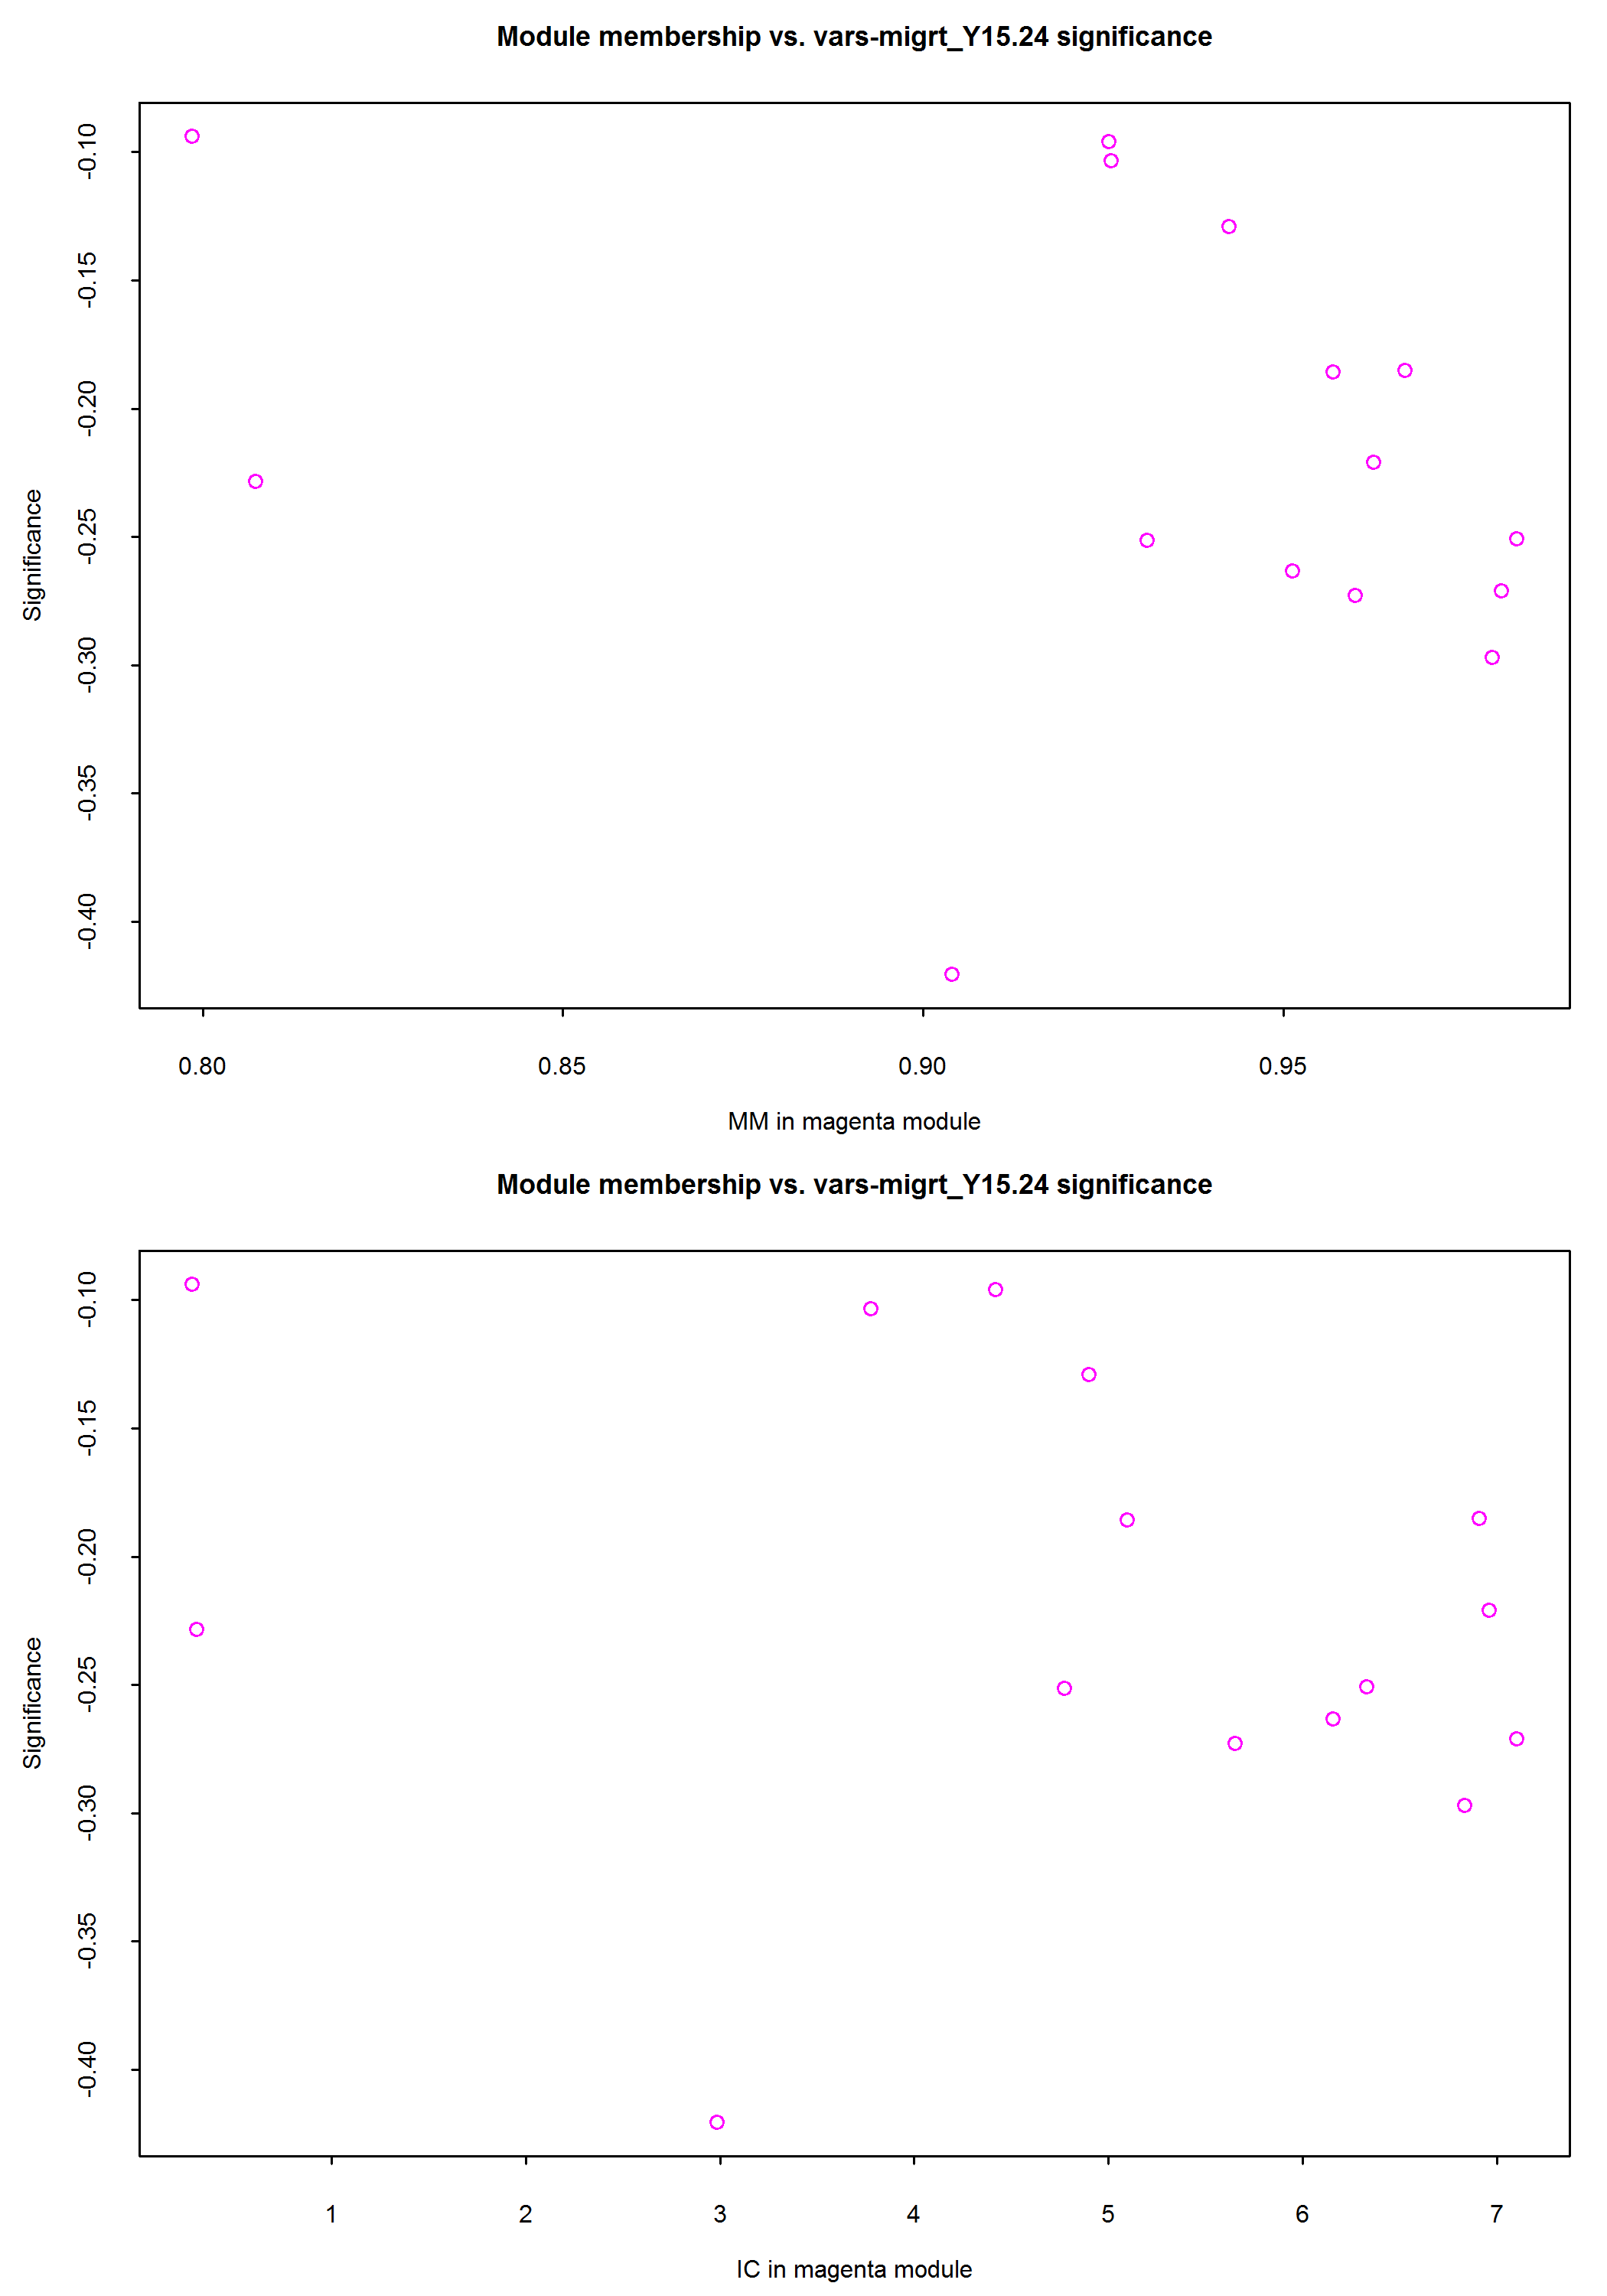 Module membership vs. vars-migrt_Y15.24 significance
-0.10
-0.15
-0.20
-0.25
-0.30
-0.35
-0.40
Significance
0.80 0.85 0.90 0.95
MM in magenta module
Module membership vs. vars-migrt_Y15.24 significance
-0.10
-0.15
-0.20
-0.25
-0.30
-0.35
-0.40
Significance
1 2 3 4 5 6 7
IC in magenta module